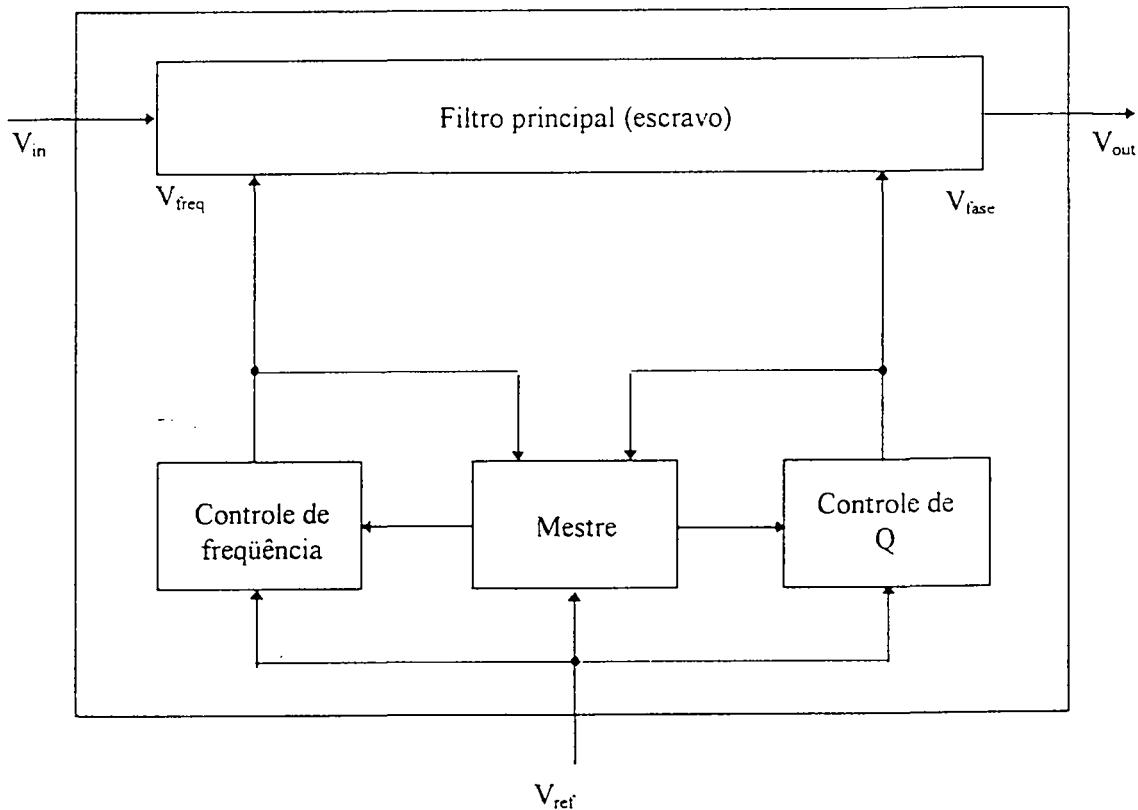 Filtro principal (escravo)
V_in
V_out
V_freq
V_fase
Controle de
freqüência
Mestre
Controle de
Q
V_ref